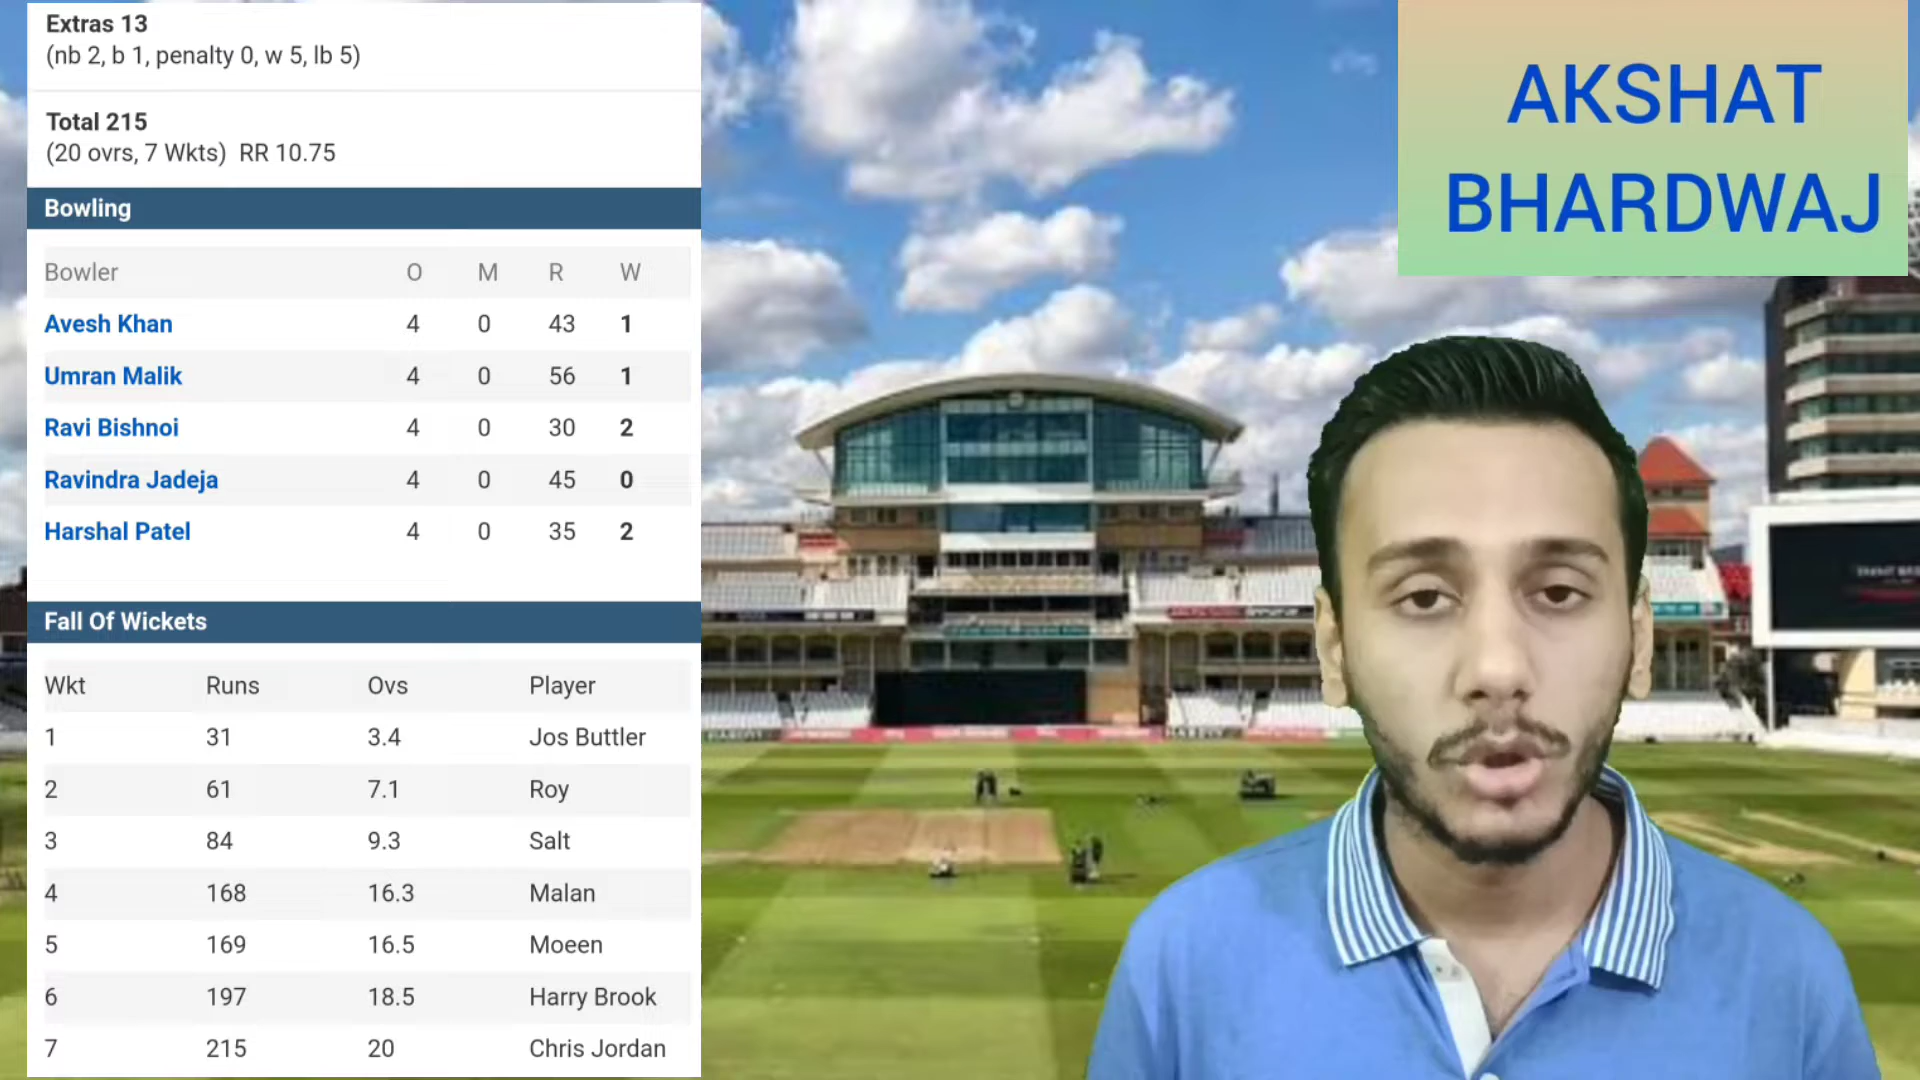 Extras 13
(nb 2, b 1, penalty 0, w 5, lb 5)
Total 215
(20 ovrs, 7 Wkts) RR 10.75
Bowling
Bowler O M R W
Avesh Khan 4 0 43 1
Umran Malik 4 0 56 1
Ravi Bishnoi 4 0 30 2
Ravindra Jadeja 4 0 45 0
Harshal Patel 4 0 35 2
Fall Of Wickets
Wkt Runs Ovs Player
1 31 3.4 Jos Buttler
2 61 7.1 Roy
3 84 9.3 Salt
4 168 16.3 Malan
5 169 16.5 Moeen
6 197 18.5 Harry Brook
7 215 20 Chris Jordan
AKSHAT
BHARDWAJ